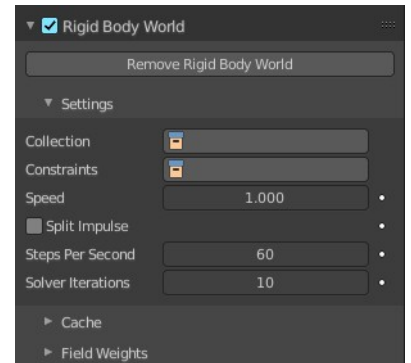 Rigid Body World
Remove Rigid Body World
Settings
Collection
Constraints
Speed 1.000
Split Impulse
Steps Per Second 60
Solver Iterations 10
Cache
Field Weights